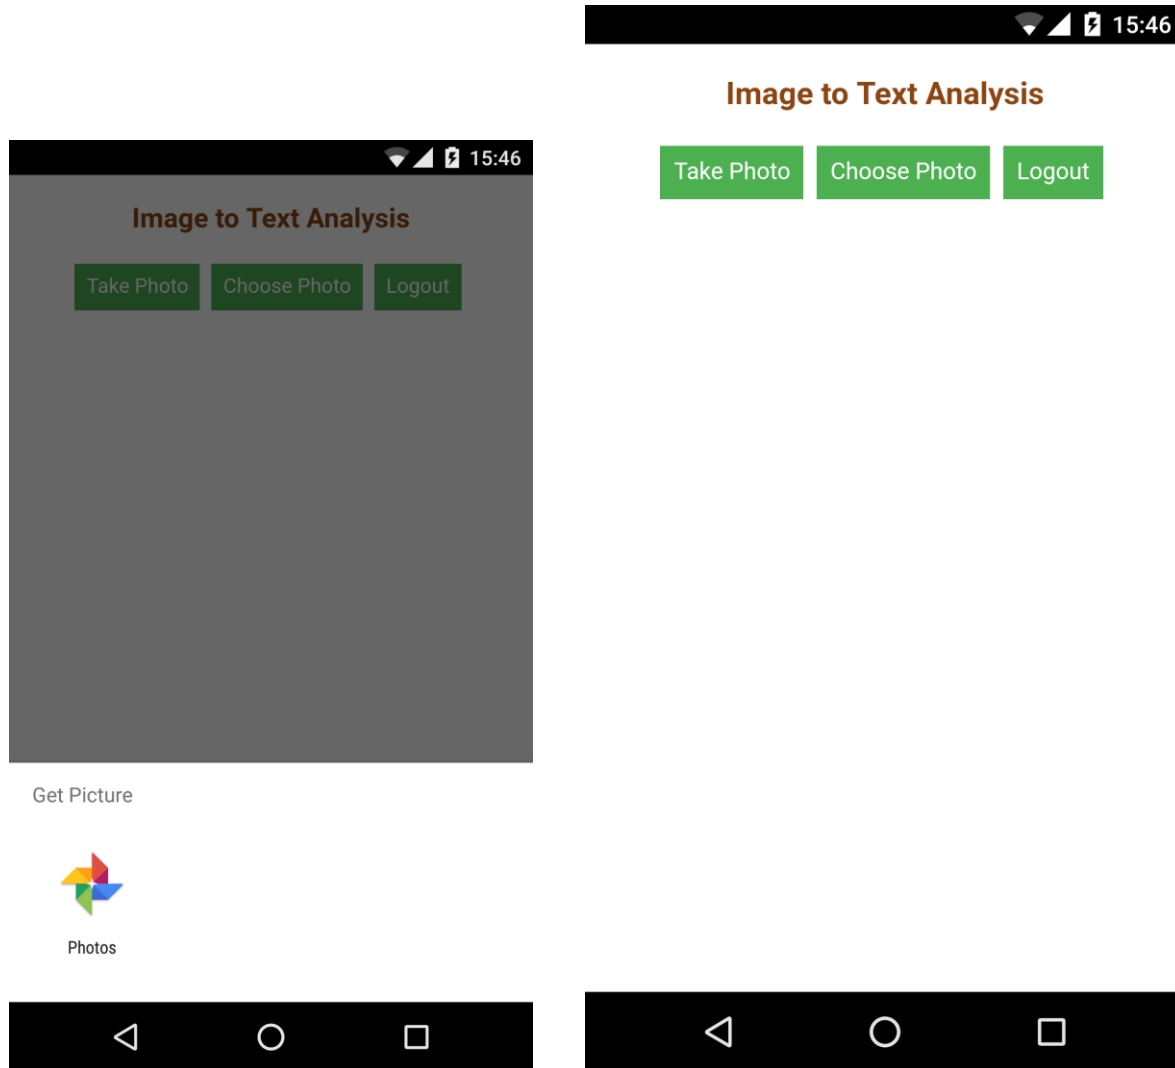 15:46
Image to Text Analysis
Take Photo Choose Photo Logout
Get Picture
Photos
15:46
Image to Text Analysis
Take Photo Choose Photo Logout